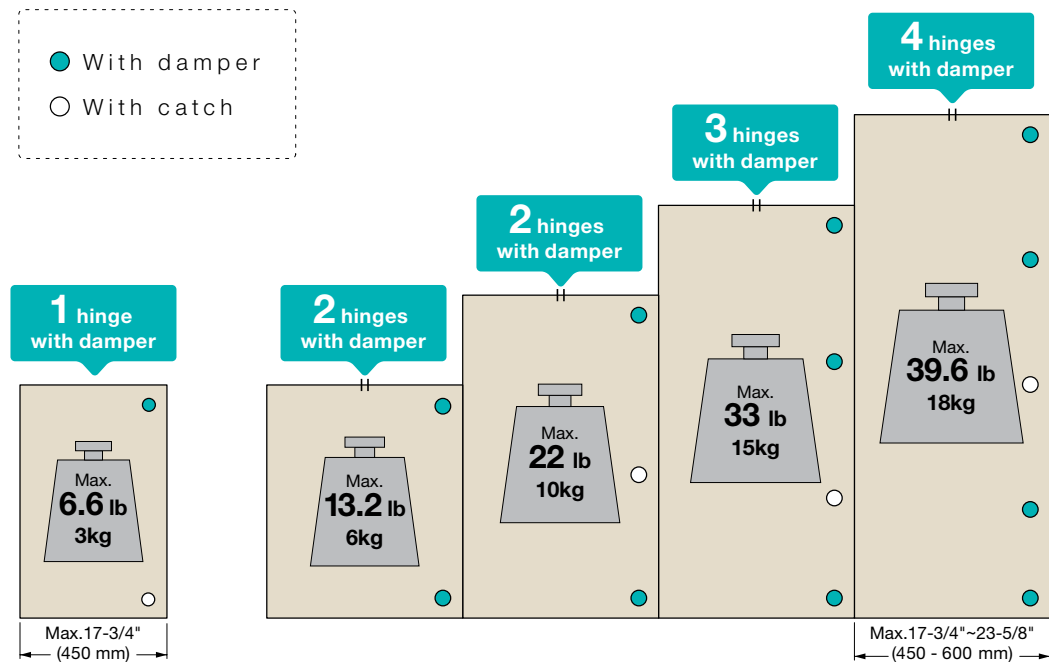 With damper
With catch
1 hinge
with damper
2 hinges
with damper
2 hinges
with damper
3 hinges
with damper
4 hinges
with damper
Max.
6.6 lb
3kg
Max.
13.2 lb
6kg
Max.
22 lb
10kg
Max.
33 lb
15kg
Max.
39.6 lb
18kg
Max.17-3/4"
(450 mm)
Max.17-3/4"~23-5/8"
(450 - 600 mm)